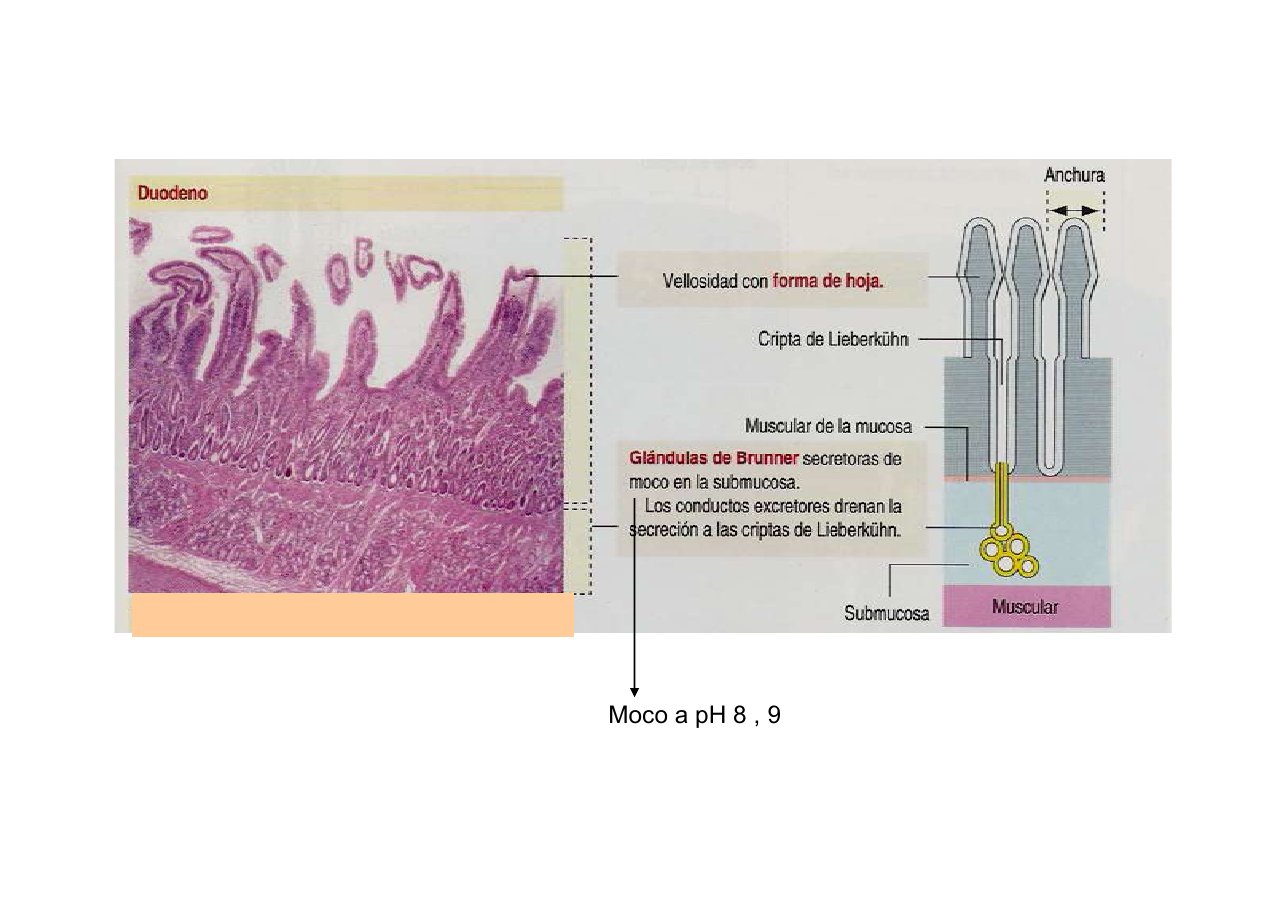 Duodeno
Anchura
Vellosidad con forma de hoja.
Cripta de Lieberkühn
Muscular de la mucosa
Glándulas de Brunner secretoras de
moco en la submucosa.
Los conductos excretores drenan la
secreción a las criptas de Lieberkühn.
Submucosa
Muscular
Moco a pH 8 , 9